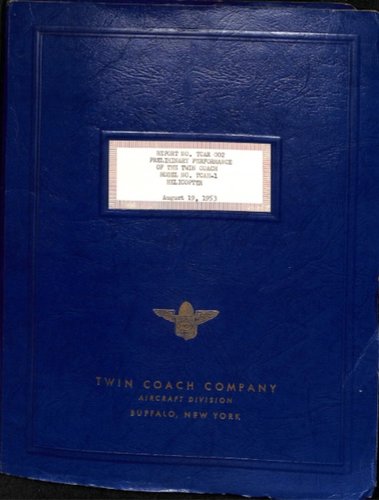 REPORT NO. TCAR 002
PRELIMINARY PERFORMANCE
OF THE TWIN COACH
MODEL NO. TCAH-1
HELICOPTER
August 19, 1953
TWIN COACH COMPANY
AIRCRAFT DIVISION
BUFFALO, NEW YORK